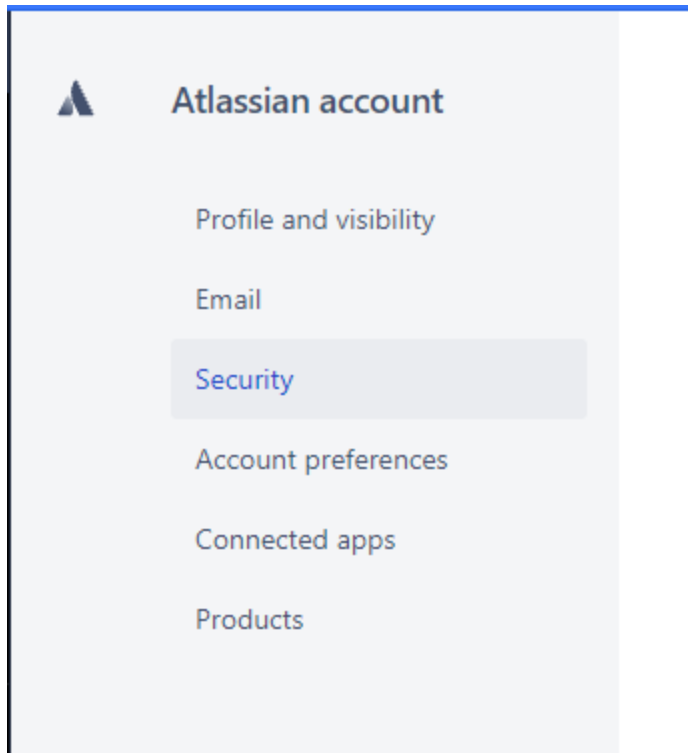 Atlassian account
Profile and visibility
Email
Security
Account preferences
Connected apps
Products